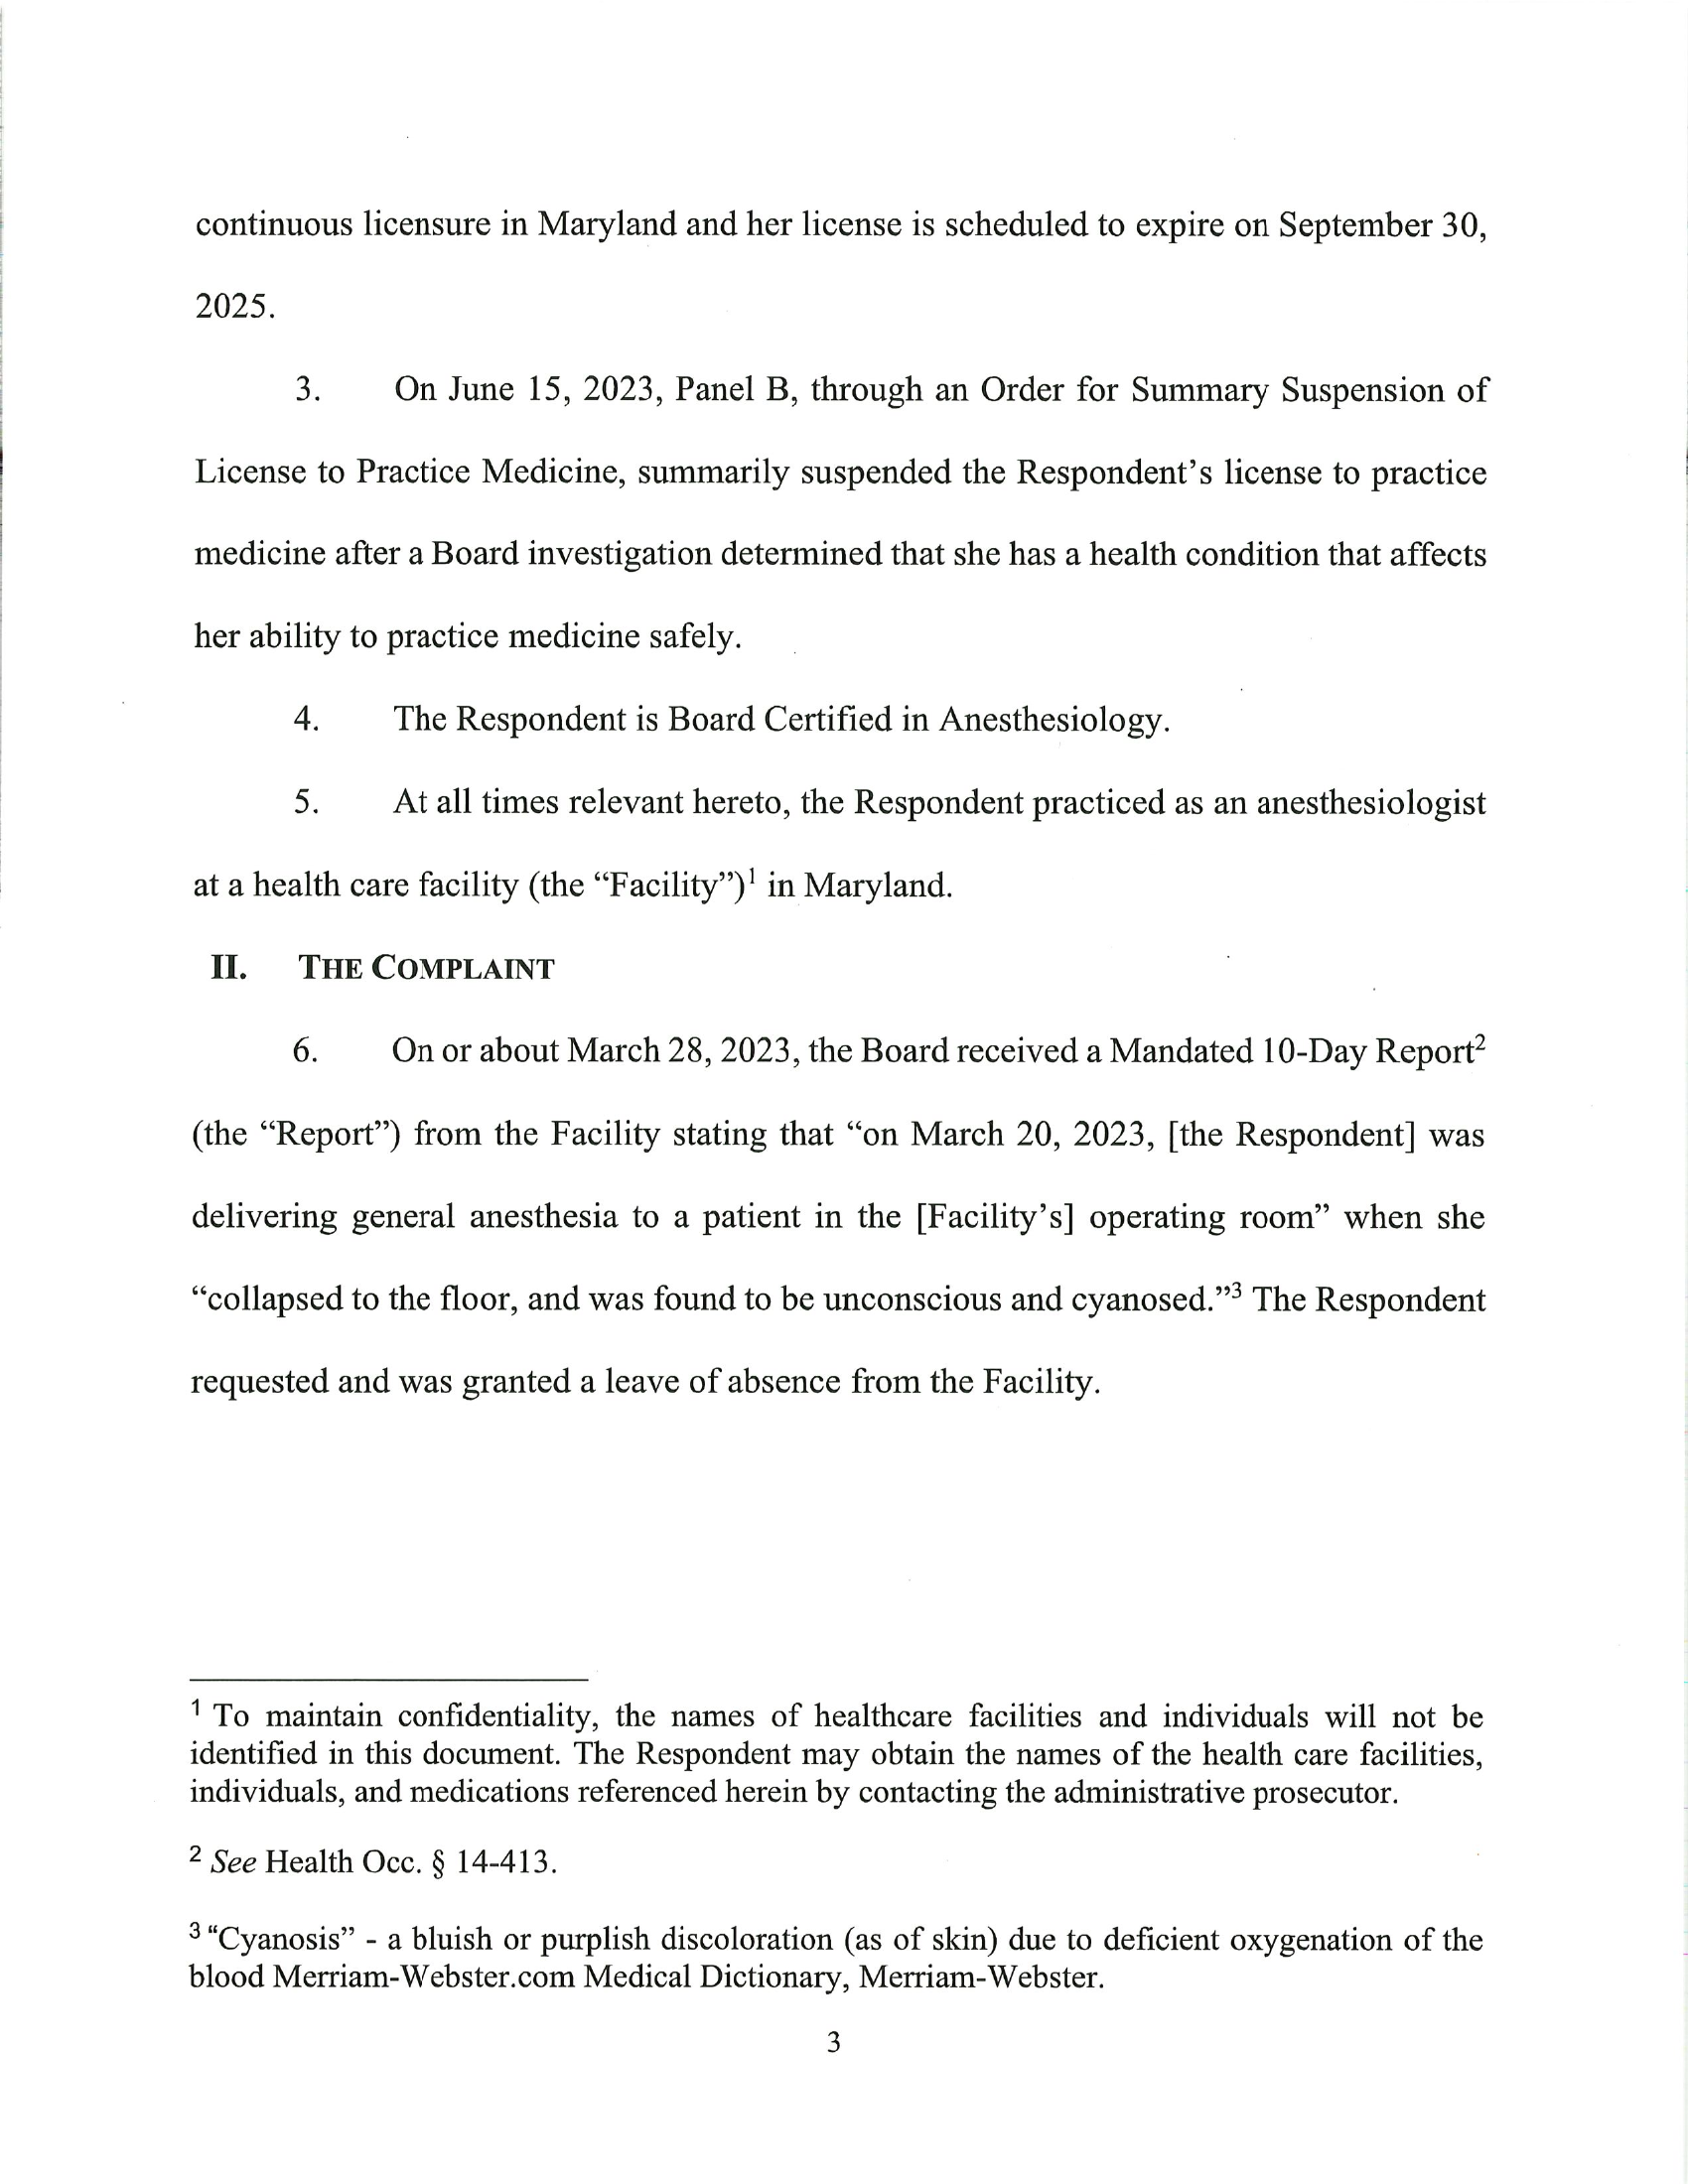 continuous licensure in Maryland and her license is scheduled to expire on September 30,
2025.
3. On June 15, 2023, Panel B, through an Order for Summary Suspension of
License to Practice Medicine, summarily suspended the Respondent’s license to practice
medicine after a Board investigation determined that she has a health condition that affects
her ability to practice medicine safely.
4. The Respondent is Board Certified in Anesthesiology.
5. At all times relevant hereto, the Respondent practiced as an anesthesiologist
at a health care facility (the “Facility”)¹ in Maryland.
II. THE COMPLAINT
6. On or about March 28, 2023, the Board received a Mandated 10-Day Report²
(the “Report”) from the Facility stating that “on March 20, 2023, [the Respondent] was
delivering general anesthesia to a patient in the [Facility’s] operating room” when she
“collapsed to the floor, and was found to be unconscious and cyanosed.”³ The Respondent
requested and was granted a leave of absence from the Facility.
¹ To maintain confidentiality, the names of healthcare facilities and individuals will not be
identified in this document. The Respondent may obtain the names of the health care facilities,
individuals, and medications referenced herein by contacting the administrative prosecutor.
² See Health Occ. § 14-413.
³ “Cyanosis” - a bluish or purplish discoloration (as of skin) due to deficient oxygenation of the
blood Merriam-Webster.com Medical Dictionary, Merriam-Webster.
3